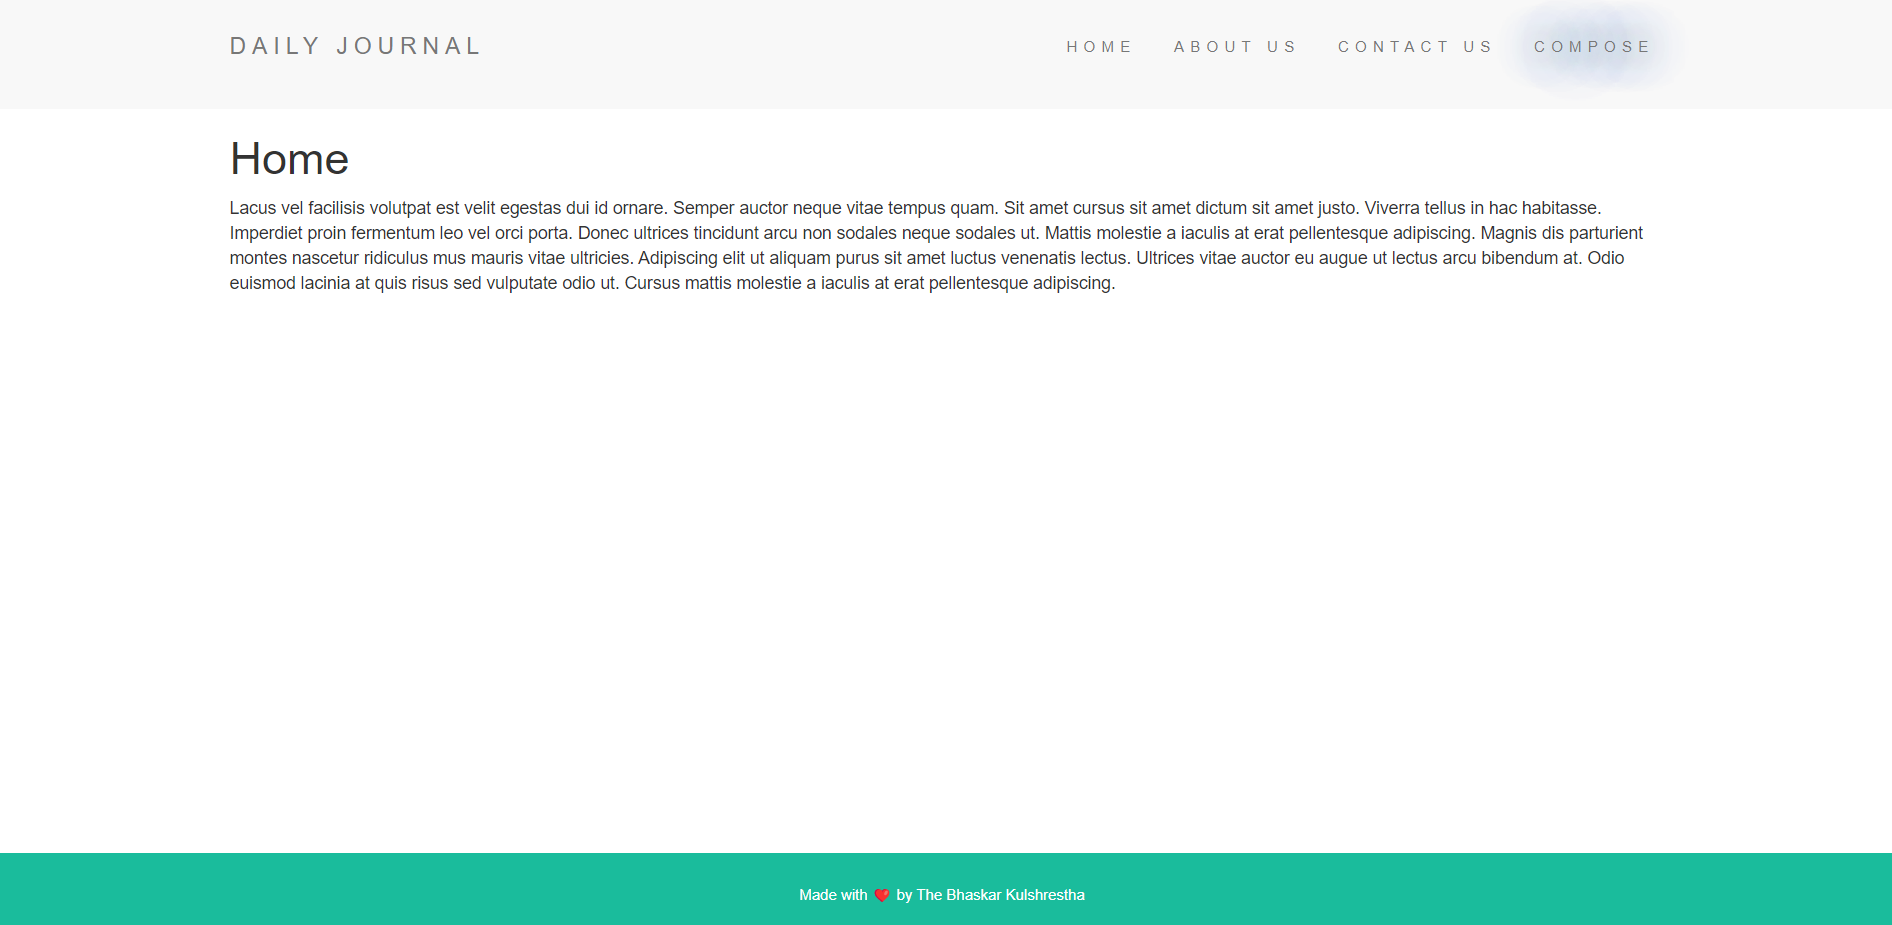 DAILY JOURNAL
HOME ABOUT US CONTACT US COMPOSE
Home
Lacus vel facilisis volutpat est velit egestas dui id ornare. Semper auctor neque vitae tempus quam. Sit amet cursus sit amet dictum sit amet justo. Viverra tellus in hac habitasse.
Imperdiet proin fermentum leo vel orci porta. Donec ultrices tincidunt arcu non sodales neque sodales ut. Mattis molestie a iaculis at erat pellentesque adipiscing. Magnis dis parturient
montes nascetur ridiculus mus mauris vitae ultricies. Adipiscing elit ut aliquam purus sit amet luctus venenatis lectus. Ultrices vitae auctor eu augue ut lectus arcu bibendum at. Odio
euismod lacinia at quis risus sed vulputate odio ut. Cursus mattis molestie a iaculis at erat pellentesque adipiscing.
Made with ❤️ by The Bhaskar Kulshrestha